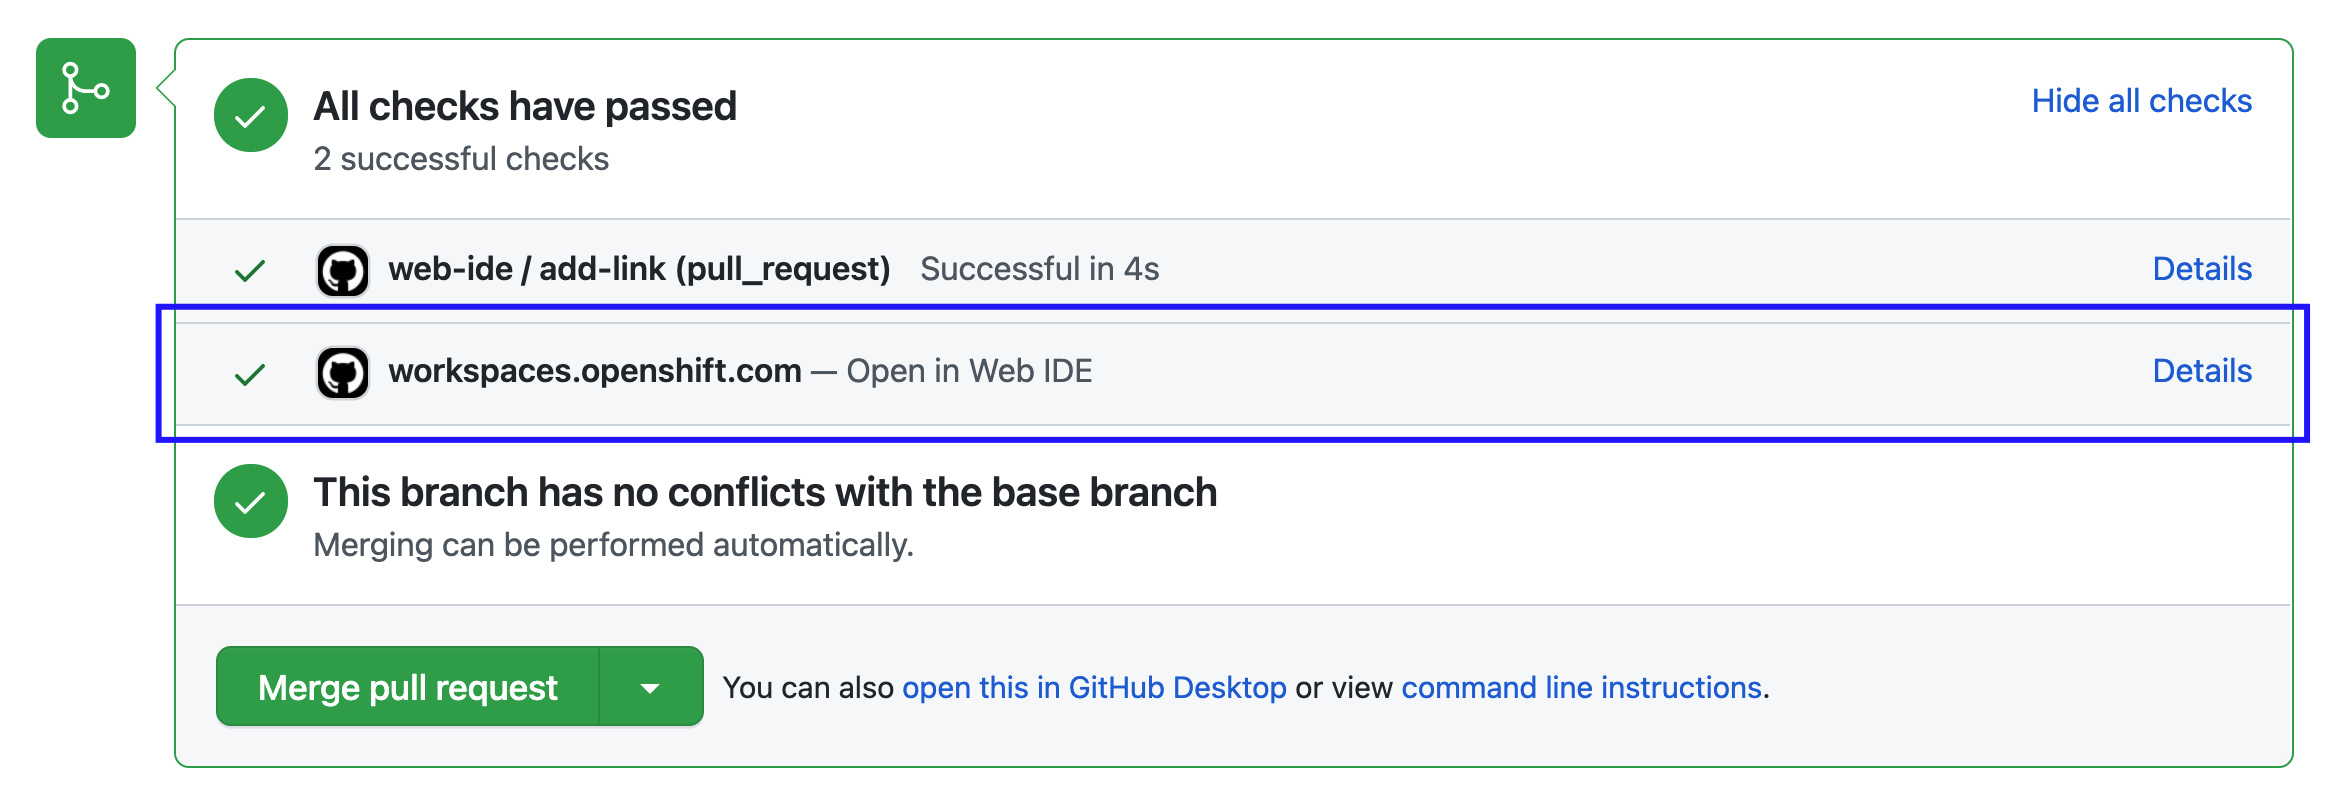 All checks have passed
Hide all checks
2 successful checks
web-ide / add-link (pull_request) Successful in 4s Details
workspaces.openshift.com — Open in Web IDE Details
This branch has no conflicts with the base branch
Merging can be performed automatically.
Merge pull request You can also open this in GitHub Desktop or view command line instructions.